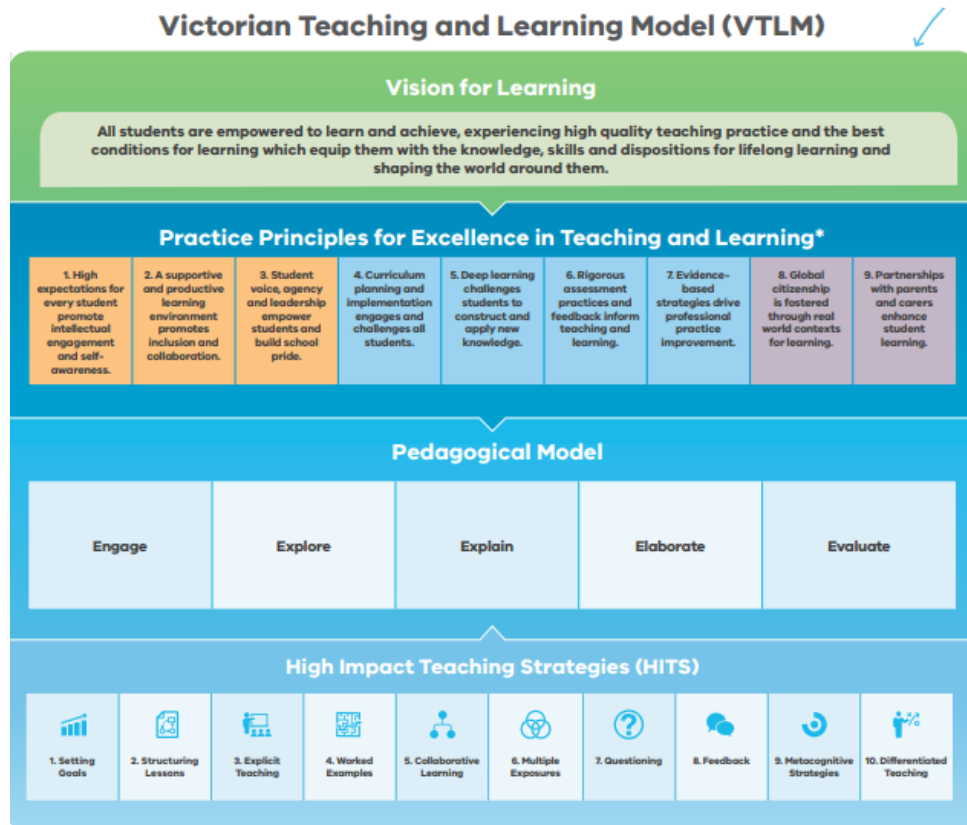 Victorian Teaching and Learning Model (VTLM)
Vision for Learning
All students are empowered to learn and achieve, experiencing high quality teaching practice and the best
conditions for learning which equip them with the knowledge, skills and dispositions for lifelong learning and
shaping the world around them.
Practice Principles for Excellence in Teaching and Learning*
1. High
expectations for
every student
promote
intellectual
engagement
and self-
awareness.
2. A supportive
and productive
learning
environment
promotes
inclusion and
collaboration.
3. Student
voice, agency
and leadership
empower
students and
build school
pride.
4. Curriculum
planning and
implementation
engages and
challenges all
students.
5. Deep learning
challenges
students to
construct and
apply new
knowledge.
6. Rigorous
assessment
practices and
feedback inform
teaching and
learning.
7. Evidence-
based
strategies drive
professional
practice
improvement.
8. Global
citizenship
is fostered
through real
world contexts
for learning.
9. Partnerships
with parents
and carers
enhance
student
learning.
Pedagogical Model
Engage
Explore
Explain
Elaborate
Evaluate
High Impact Teaching Strategies (HITS)
1. Setting
Goals
2. Structuring
Lessons
3. Explicit
Teaching
4. Worked
Examples
5. Collaborative
Learning
6. Multiple
Exposures
7. Questioning
8. Feedback
9. Metacognitive
Strategies
10. Differentiated
Teaching